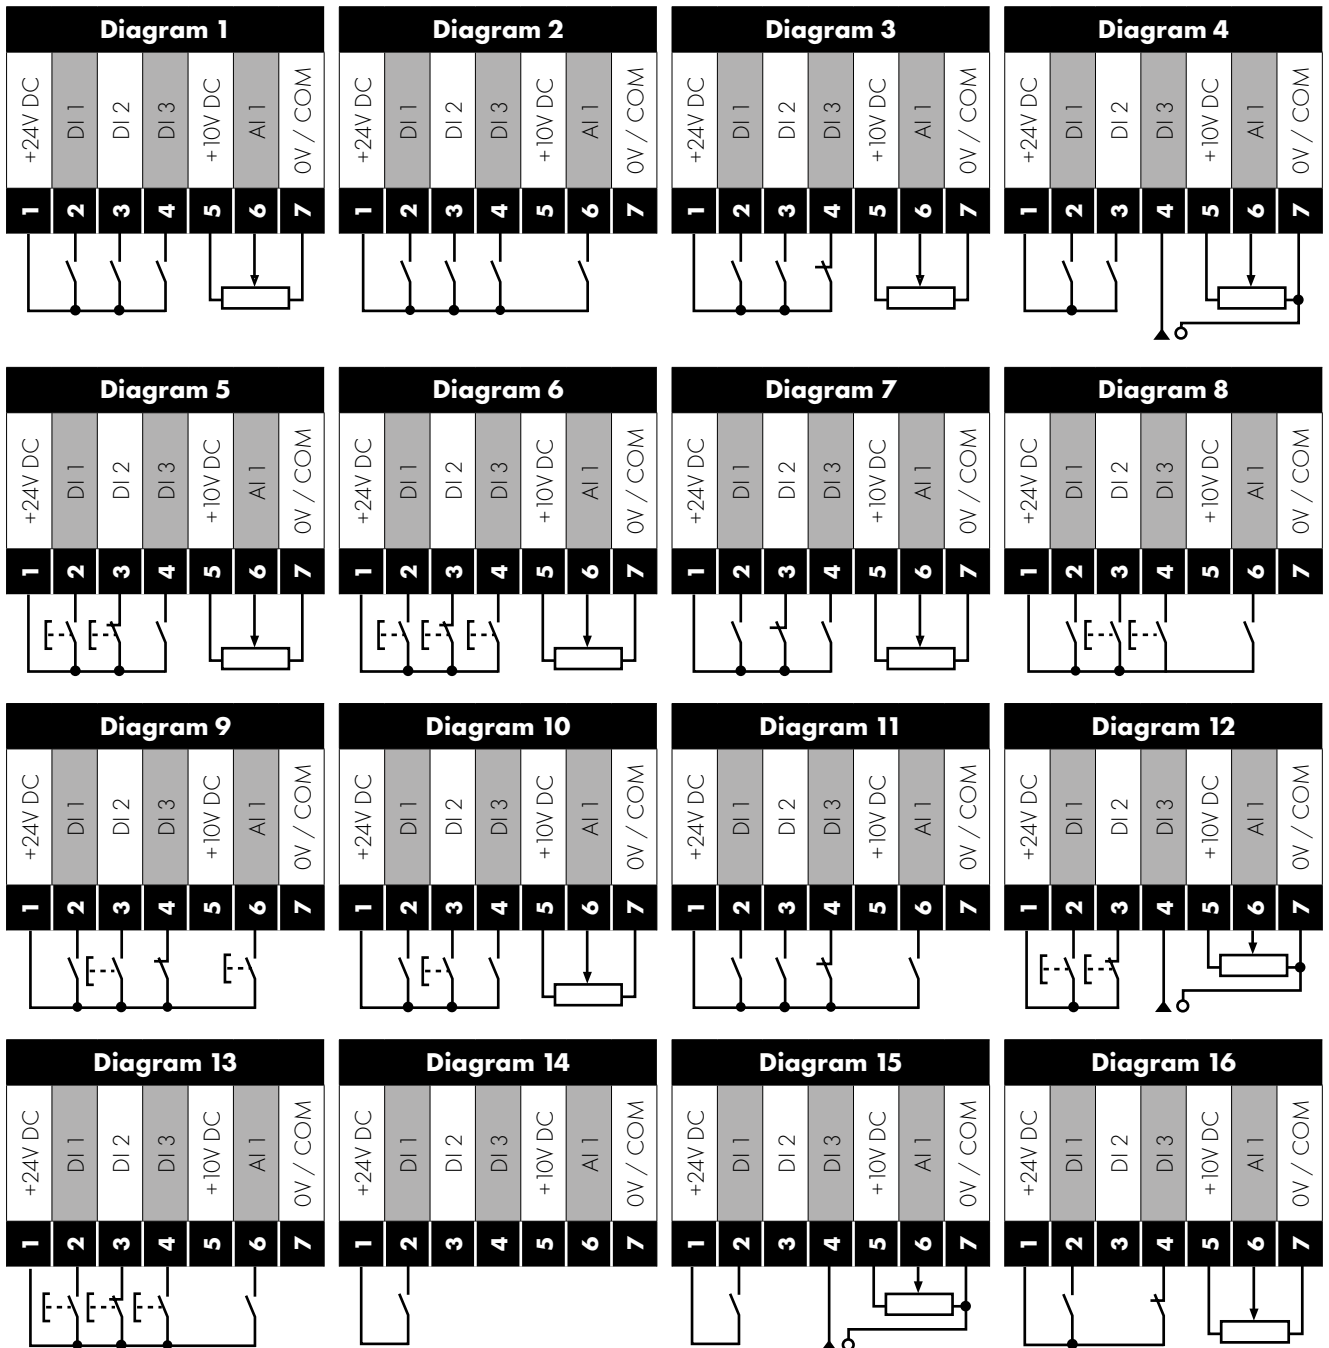 Diagram 1 Diagram 2 Diagram 3 Diagram 4
+24V DC DI 1 DI 2 DI 3 +10V DC AI 1 0V / COM +24V DC DI 1 DI 2 DI 3 +10V DC AI 1 0V / COM +24V DC DI 1 DI 2 DI 3 +10V DC AI 1 0V / COM +24V DC DI 1 DI 2 DI 3 +10V DC AI 1 0V / COM
1 2 3 4 5 6 7 1 2 3 4 5 6 7 1 2 3 4 5 6 7 1 2 3 4 5 6 7
Diagram 5 Diagram 6 Diagram 7 Diagram 8
+24V DC DI 1 DI 2 DI 3 +10V DC AI 1 0V / COM +24V DC DI 1 DI 2 DI 3 +10V DC AI 1 0V / COM +24V DC DI 1 DI 2 DI 3 +10V DC AI 1 0V / COM +24V DC DI 1 DI 2 DI 3 +10V DC AI 1 0V / COM
1 2 3 4 5 6 7 1 2 3 4 5 6 7 1 2 3 4 5 6 7 1 2 3 4 5 6 7
Diagram 9 Diagram 10 Diagram 11 Diagram 12
+24V DC DI 1 DI 2 DI 3 +10V DC AI 1 0V / COM +24V DC DI 1 DI 2 DI 3 +10V DC AI 1 0V / COM +24V DC DI 1 DI 2 DI 3 +10V DC AI 1 0V / COM +24V DC DI 1 DI 2 DI 3 +10V DC AI 1 0V / COM
1 2 3 4 5 6 7 1 2 3 4 5 6 7 1 2 3 4 5 6 7 1 2 3 4 5 6 7
Diagram 13 Diagram 14 Diagram 15 Diagram 16
+24V DC DI 1 DI 2 DI 3 +10V DC AI 1 0V / COM +24V DC DI 1 DI 2 DI 3 +10V DC AI 1 0V / COM +24V DC DI 1 DI 2 DI 3 +10V DC AI 1 0V / COM +24V DC DI 1 DI 2 DI 3 +10V DC AI 1 0V / COM
1 2 3 4 5 6 7 1 2 3 4 5 6 7 1 2 3 4 5 6 7 1 2 3 4 5 6 7